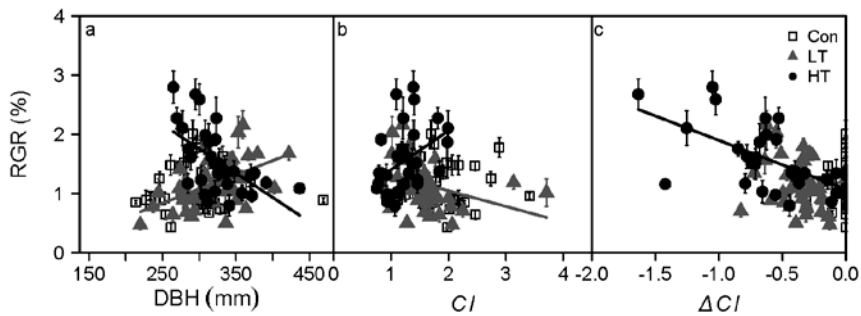 4
3
2
1
0
RGR (%)
a
b
c
Con
LT
HT
150 250 350 450 0 1 2 3 4 -2.0 -1.5 -1.0 -0.5 0.0
DBH (mm) CI ΔCI